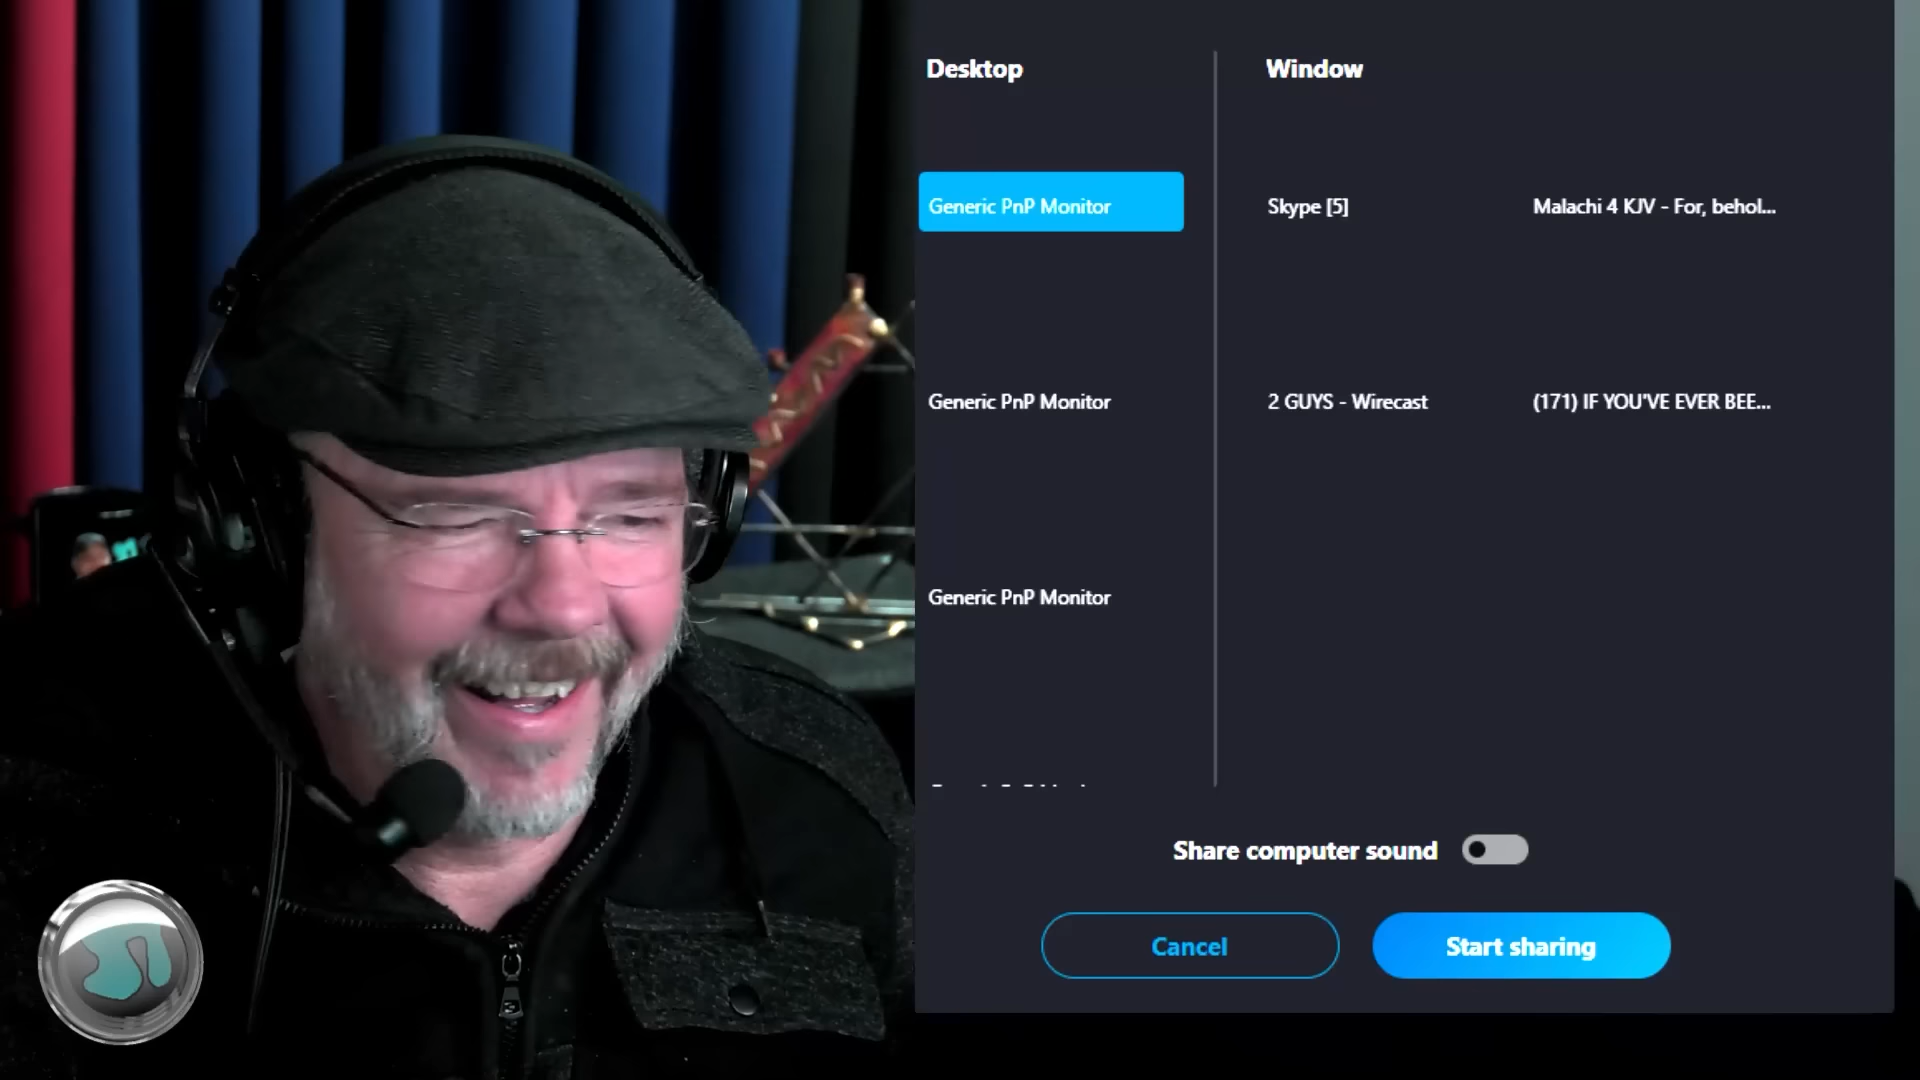 Desktop
Window
Generic PnP Monitor
Skype [5]
Malachi 4 KJV - For, behol...
Generic PnP Monitor
2 GUYS - Wirecast
(171) IF YOU'VE EVER BEE...
Generic PnP Monitor
Share computer sound
Cancel
Start sharing